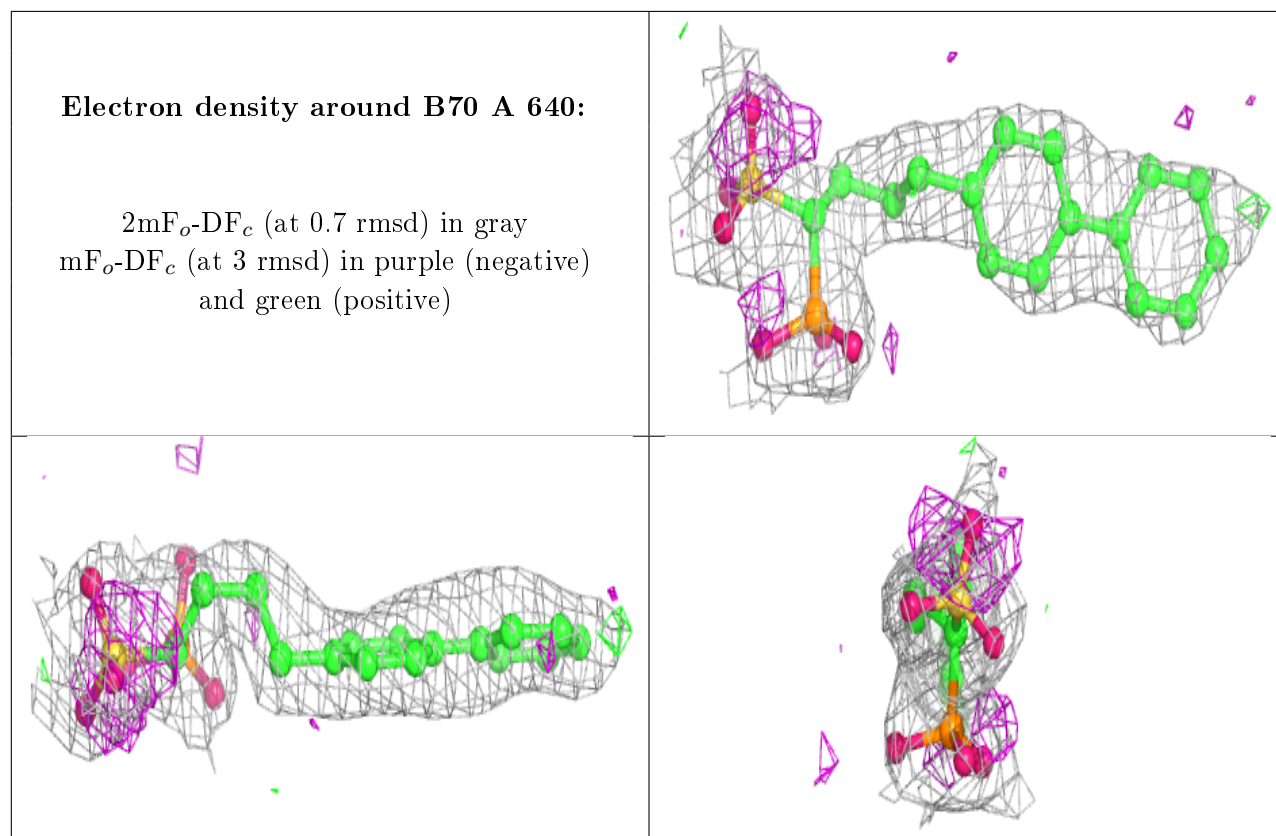 Electron density around B70 A 640:
2mFₒ-DF𝒸 (at 0.7 rmsd) in gray
mFₒ-DF𝒸 (at 3 rmsd) in purple (negative)
and green (positive)